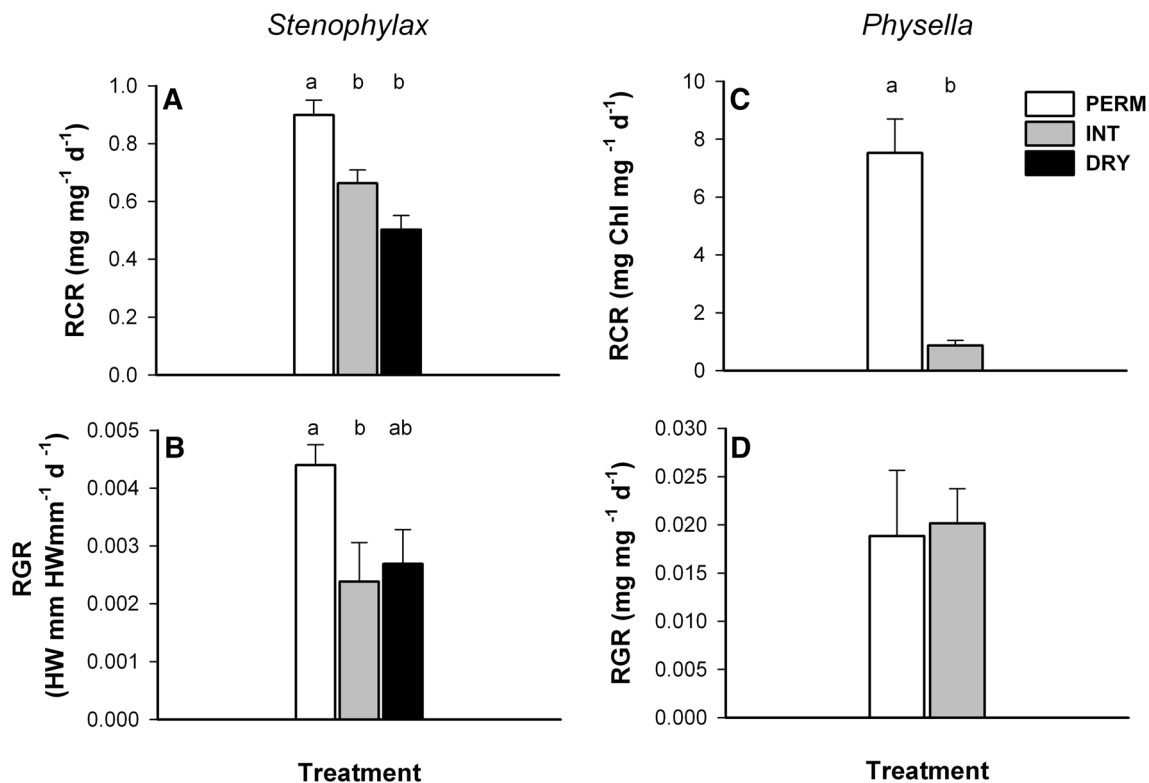 Stenophylax
Physella
A
a b b
1.0
0.8
0.6
0.4
0.2
0.0
RCR (mg mg-1 d-1)
C
a b
10
8
6
4
2
0
RCR (mg Chl mg -1 d-1)
PERM
INT
DRY
B
a b ab
0.005
0.004
0.003
0.002
0.001
0.000
RGR
(HW mm HWmm-1 d -1)
Treatment
D
0.030
0.025
0.020
0.015
0.010
0.005
0.000
RGR (mg mg -1 d-1)
Treatment